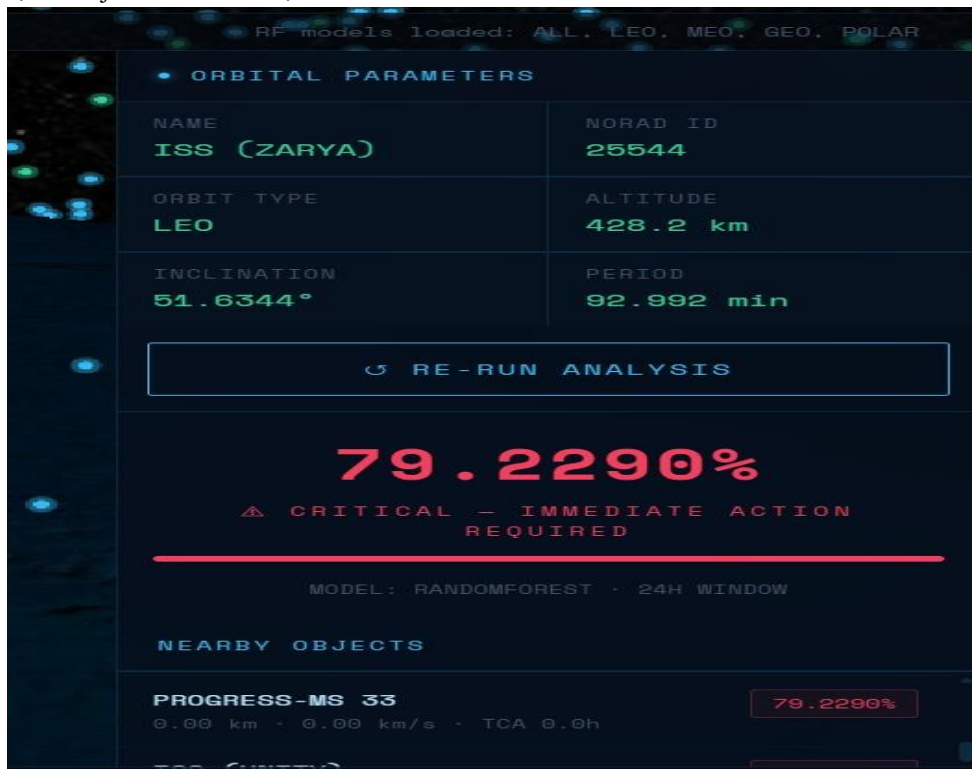 RF models loaded: ALL, LEO, MEO, GEO, POLAR
ORBITAL PARAMETERS
NAME
NORAD ID
ISS (ZARYA)
25544
ORBIT TYPE
ALTITUDE
LEO
428.2 km
INCLINATION
PERIOD
51.6344°
92.992 min
↺ RE-RUN ANALYSIS
79.2290%
⚠ CRITICAL — IMMEDIATE ACTION
REQUIRED
MODEL: RANDOMFOREST · 24H WINDOW
NEARBY OBJECTS
PROGRESS-MS 33
79.2290%
0.00 km · 0.00 km/s · TCA 0.0h